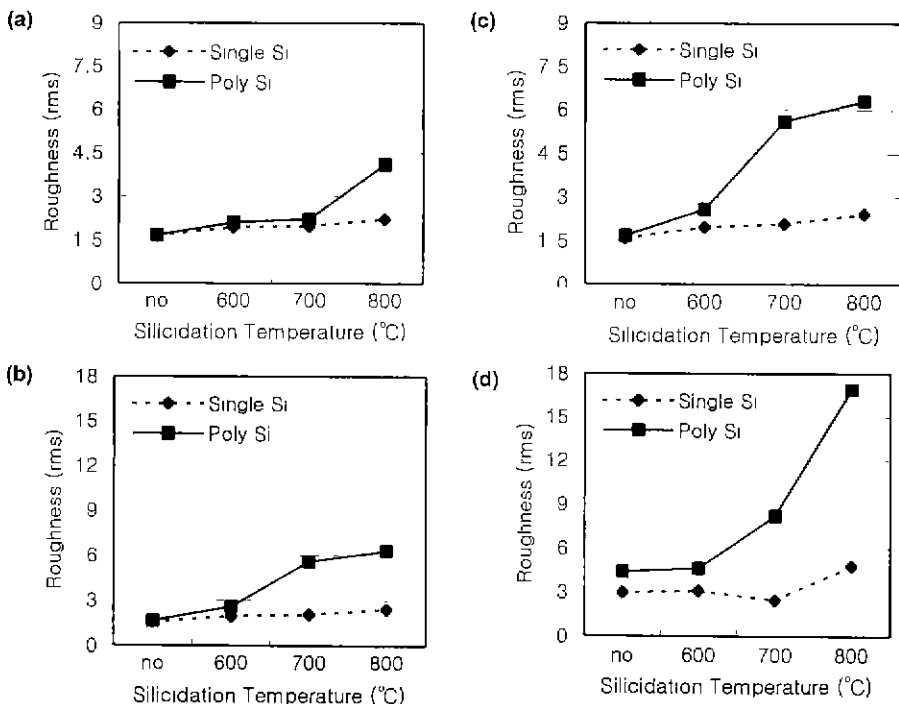 (a)
Roughness (rms)
9
7 5
6
4.5
3
1 5
0
Single Si
Poly Si
no 600 700 800
Silicidation Temperature (°C)
(c)
Roughness (rms)
9
7 5
6
4 5
3
1 5
0
Single Si
Poly Si
no 600 700 800
Silicidation Temperature (°C)
(b)
Roughness (rms)
18
15
12
9
6
3
0
Single Si
Poly Si
no 600 700 800
Silicidation Temperature (°C)
(d)
Roughness (rms)
18
15
12
9
6
3
0
Single Si
Poly Si
no 600 700 800
Silicidation Temperature (°C)